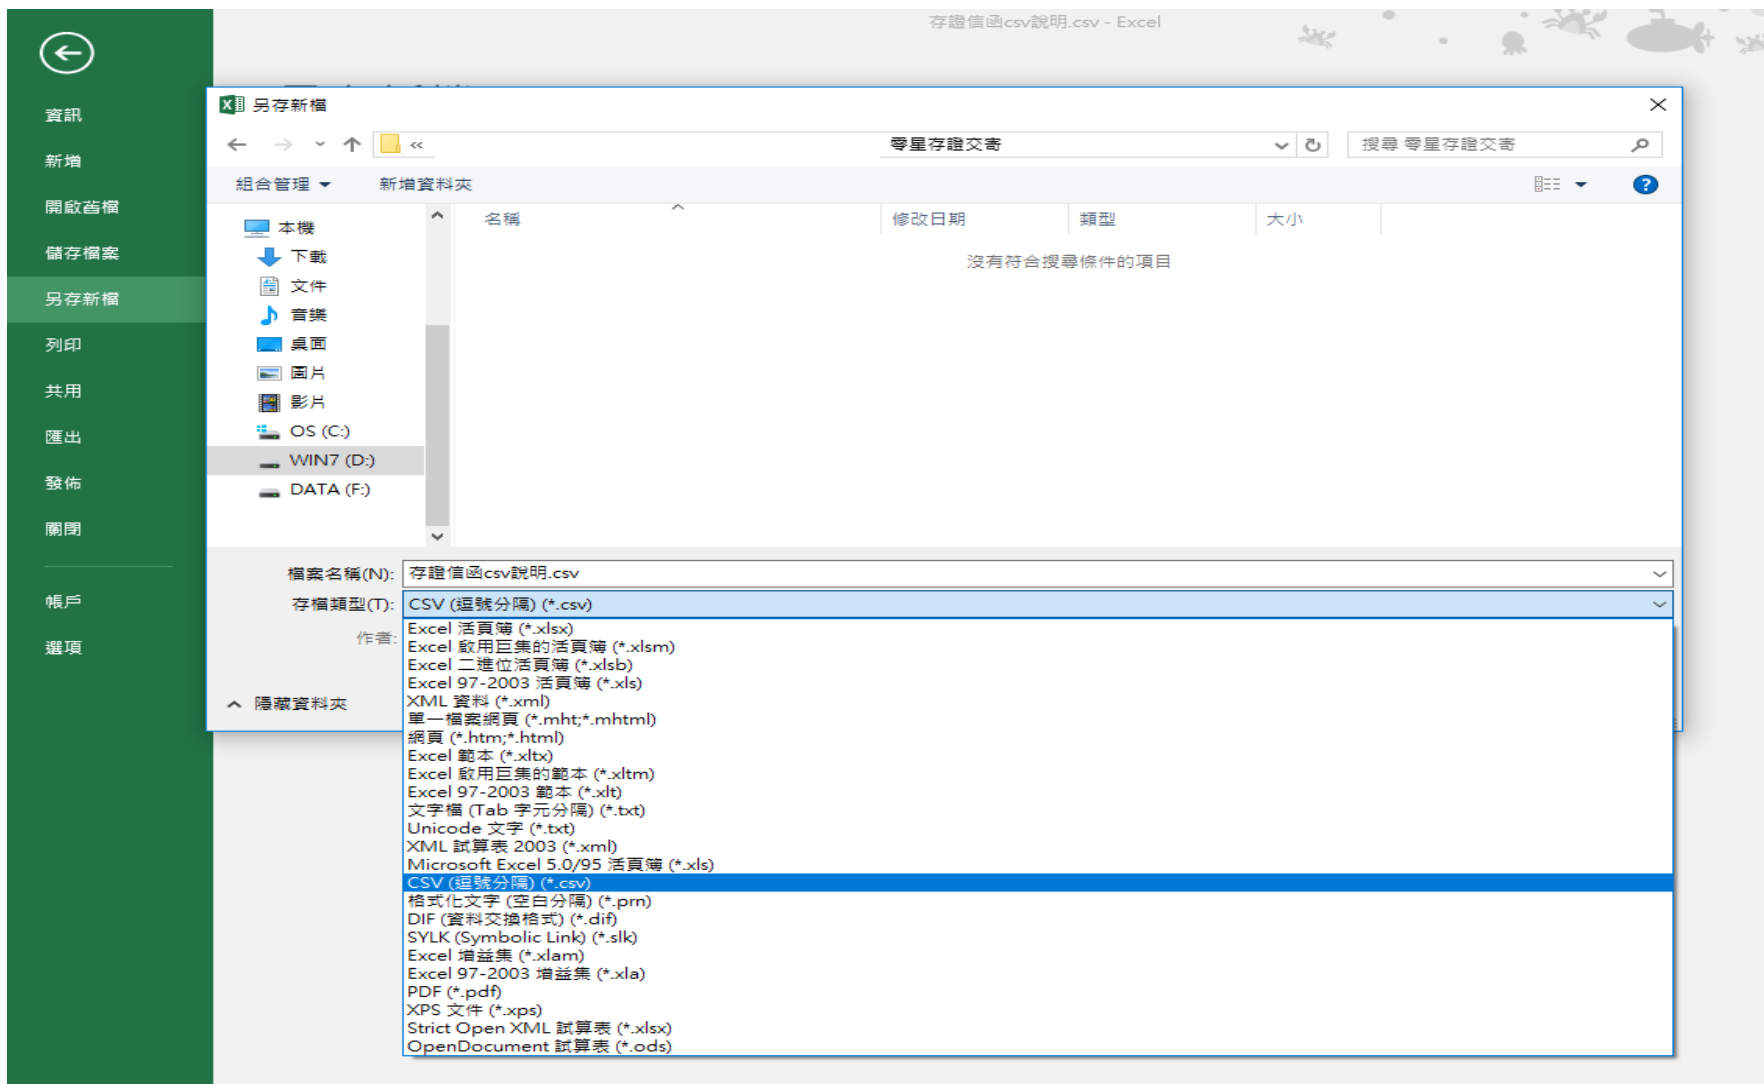 存證信函csv說明.csv - Excel
資訊
新增
開啟舊檔
儲存檔案
另存新檔
列印
共用
匯出
發佈
關閉
帳戶
選項
另存新檔
« 零星存證交寄
搜尋 零星存證交寄
組合管理 新增資料夾
名稱 修改日期 類型 大小
沒有符合搜尋條件的項目
本機
下載
文件
音樂
桌面
圖片
影片
OS (C:)
WIN7 (D:)
DATA (F:)
檔案名稱(N): 存證信函csv說明.csv
存檔類型(T): CSV (逗號分隔) (*.csv)
作者:
隱藏資料夾
Excel 活頁簿 (*.xlsx)
Excel 啟用巨集的活頁簿 (*.xlsm)
Excel 二進位活頁簿 (*.xlsb)
Excel 97-2003 活頁簿 (*.xls)
XML 資料 (*.xml)
單一檔案網頁 (*.mht;*.mhtml)
網頁 (*.htm;*.html)
Excel 範本 (*.xltx)
Excel 啟用巨集的範本 (*.xltm)
Excel 97-2003 範本 (*.xlt)
文字檔 (Tab 字元分隔) (*.txt)
Unicode 文字 (*.txt)
XML 試算表 2003 (*.xml)
Microsoft Excel 5.0/95 活頁簿 (*.xls)
CSV (逗號分隔) (*.csv)
格式化文字 (空白分隔) (*.prn)
DIF (資料交換格式) (*.dif)
SYLK (Symbolic Link) (*.slk)
Excel 增益集 (*.xlam)
Excel 97-2003 增益集 (*.xla)
PDF (*.pdf)
XPS 文件 (*.xps)
Strict Open XML 試算表 (*.xlsx)
OpenDocument 試算表 (*.ods)